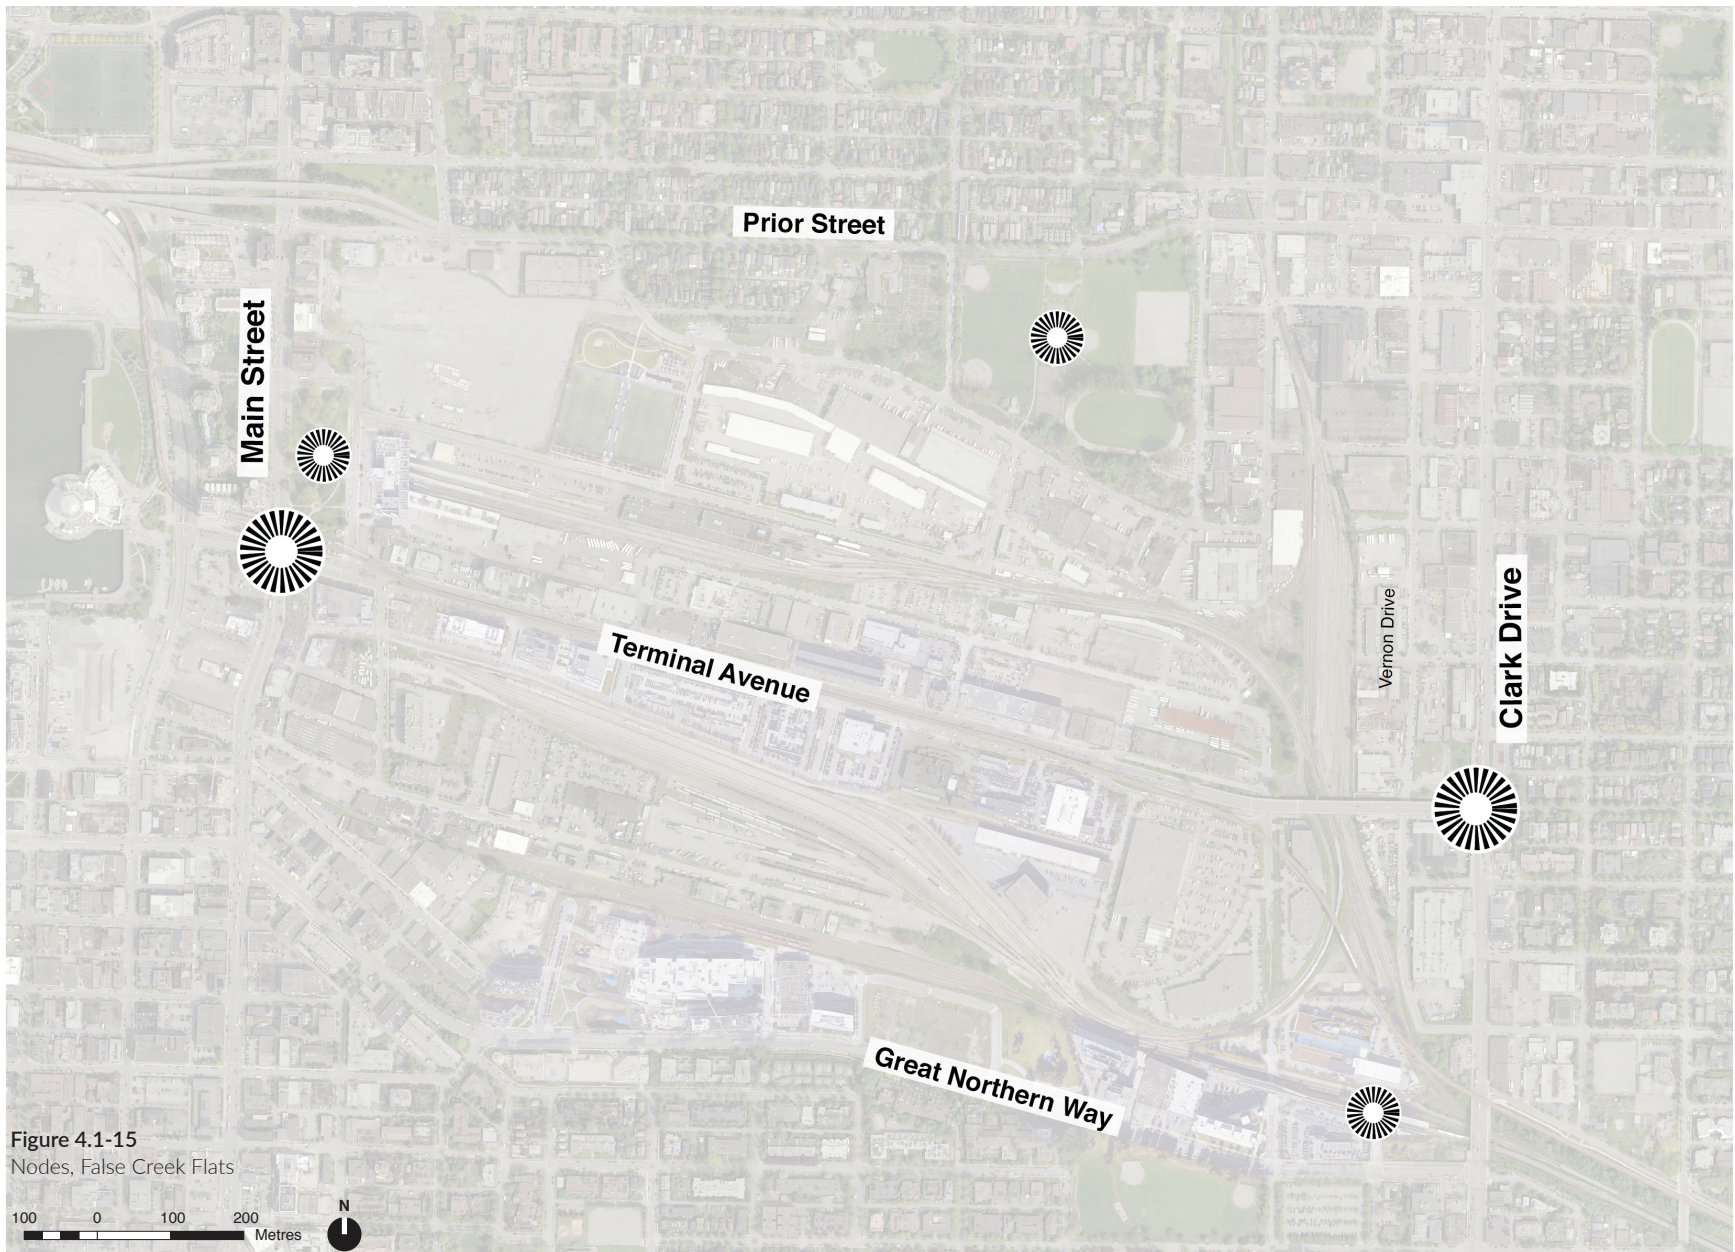 Prior Street
Main Street
Terminal Avenue
Vernon Drive
Clark Drive
Great Northern Way
Figure 4.1-15
Nodes, False Creek Flats
N
100 0 100 200
Metres